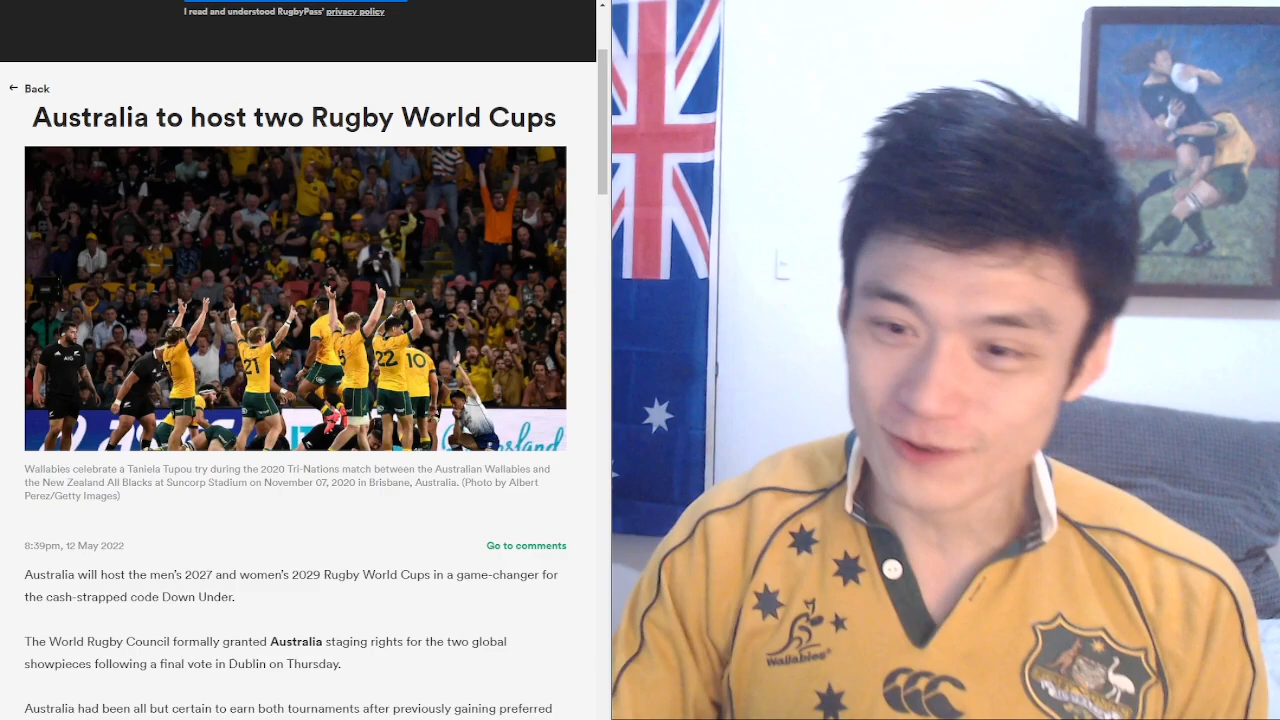 I read and understood RugbyPass' privacy policy
← Back
Australia to host two Rugby World Cups
AIG
21
22
10
Wallabies celebrate a Taniela Tupou try during the 2020 Tri-Nations match between the Australian Wallabies and
the New Zealand All Blacks at Suncorp Stadium on November 07, 2020 in Brisbane, Australia. (Photo by Albert
Perez/Getty Images)
8:39pm, 12 May 2022
Go to comments
Australia will host the men's 2027 and women's 2029 Rugby World Cups in a game-changer for
the cash-strapped code Down Under.
The World Rugby Council formally granted Australia staging rights for the two global
showpieces following a final vote in Dublin on Thursday.
Australia had been all but certain to earn both tournaments after previously gaining preferred
Wallabies